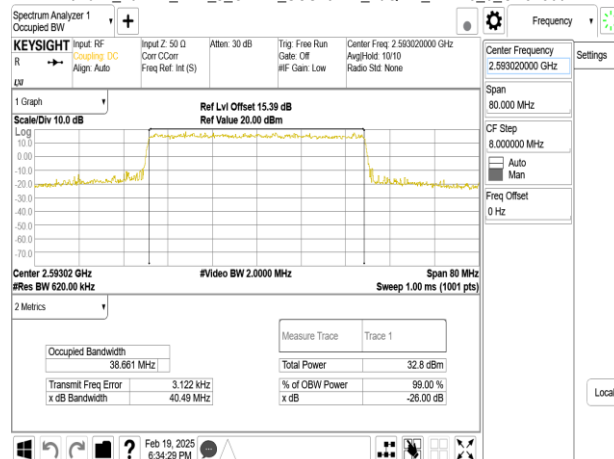 Spectrum Analyzer 1
Occupied BW
Frequency
KEYSIGHT
Input: RF
Coupling: DC
Align: Auto
Input Z: 50 Ω
Corr CCorr
Freq Ref: Int (S)
Atten: 30 dB
Trig: Free Run
Gate: Off
#IF Gain: Low
Center Freq: 2.593020000 GHz
Avg|Hold: 10/10
Radio Std: None
R
LXI
Center Frequency
2.593020000 GHz
Settings
Span
80.000 MHz
CF Step
8.000000 MHz
Auto
Man
Freq Offset
0 Hz
1 Graph
Ref Lvl Offset 15.39 dB
Scale/Div 10.0 dB
Ref Value 20.00 dBm
Log
10.0
0.00
-10.0
-20.0
-30.0
-40.0
-50.0
-60.0
-70.0
Center 2.59302 GHz
#Video BW 2.0000 MHz
Span 80 MHz
#Res BW 620.00 kHz
Sweep 1.00 ms (1001 pts)
2 Metrics
Measure Trace
Trace 1
Occupied Bandwidth
38.661 MHz
Total Power
32.8 dBm
Transmit Freq Error
3.122 kHz
% of OBW Power
99.00 %
x dB Bandwidth
40.49 MHz
x dB
-26.00 dB
Local
?
Feb 19, 2025
6:34:29 PM